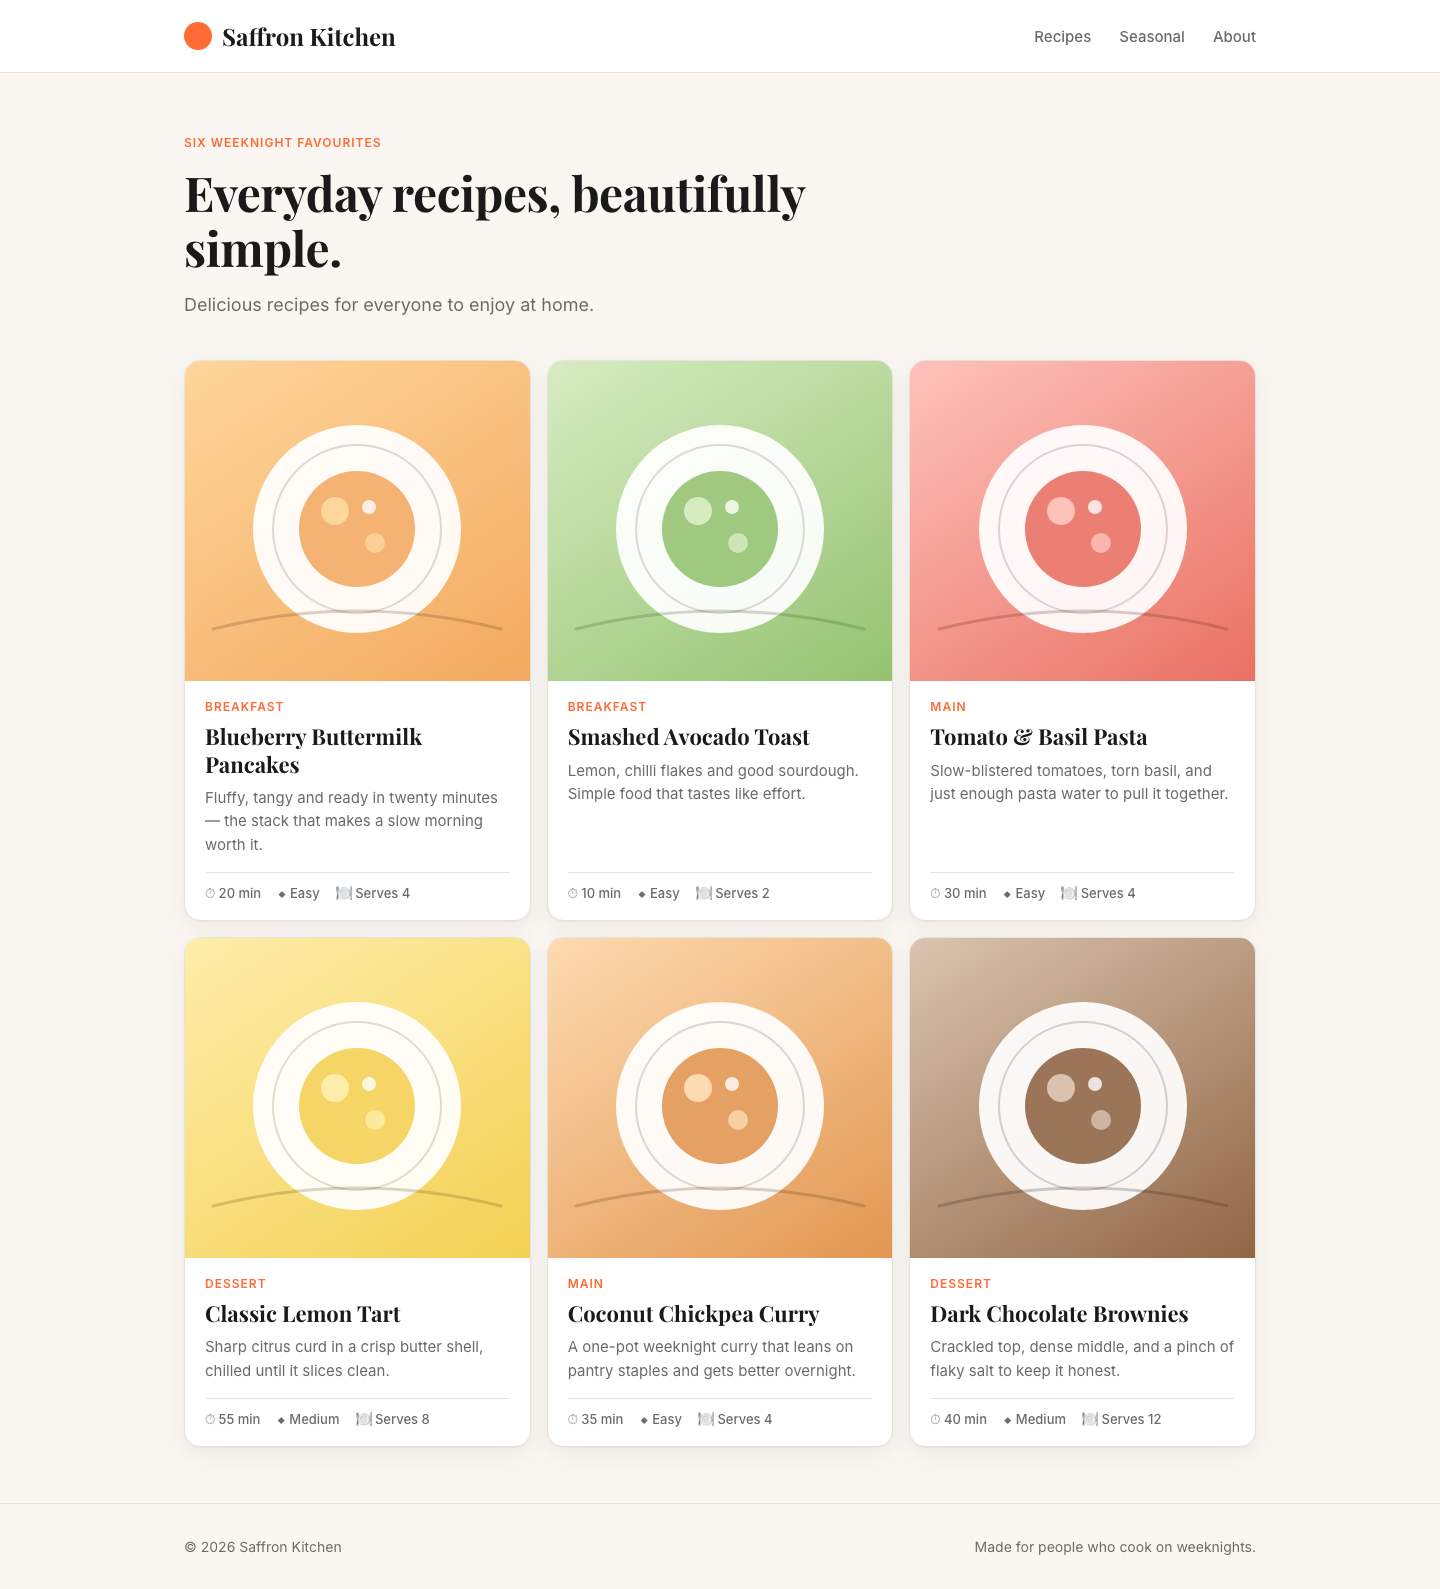 Saffron Kitchen
Recipes Seasonal About
SIX WEEKNIGHT FAVOURITES
Everyday recipes, beautifully
simple.
Delicious recipes for everyone to enjoy at home.
BREAKFAST
Blueberry Buttermilk
Pancakes
Fluffy, tangy and ready in twenty minutes
— the stack that makes a slow morning
worth it.
⏱ 20 min ⬥ Easy 🍽 Serves 4
BREAKFAST
Smashed Avocado Toast
Lemon, chilli flakes and good sourdough.
Simple food that tastes like effort.
⏱ 10 min ⬥ Easy 🍽 Serves 2
MAIN
Tomato & Basil Pasta
Slow-blistered tomatoes, torn basil, and
just enough pasta water to pull it together.
⏱ 30 min ⬥ Easy 🍽 Serves 4
DESSERT
Classic Lemon Tart
Sharp citrus curd in a crisp butter shell,
chilled until it slices clean.
⏱ 55 min ⬥ Medium 🍽 Serves 8
MAIN
Coconut Chickpea Curry
A one-pot weeknight curry that leans on
pantry staples and gets better overnight.
⏱ 35 min ⬥ Easy 🍽 Serves 4
DESSERT
Dark Chocolate Brownies
Crackled top, dense middle, and a pinch of
flaky salt to keep it honest.
⏱ 40 min ⬥ Medium 🍽 Serves 12
© 2026 Saffron Kitchen
Made for people who cook on weeknights.